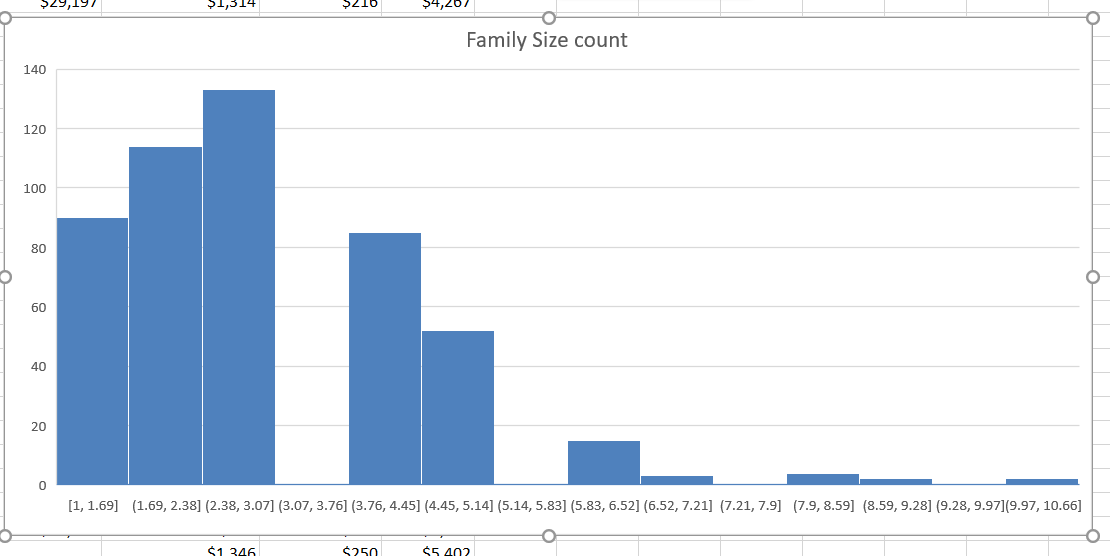 $29,197 $1,314 $216 $4,267
Family Size count
140
120
100
80
60
40
20
0
[1, 1.69] (1.69, 2.38] (2.38, 3.07] (3.07, 3.76] (3.76, 4.45] (4.45, 5.14] (5.14, 5.83] (5.83, 6.52] (6.52, 7.21] (7.21, 7.9] (7.9, 8.59] (8.59, 9.28] (9.28, 9.97] (9.97, 10.66]
$1,346 $250 $5,402